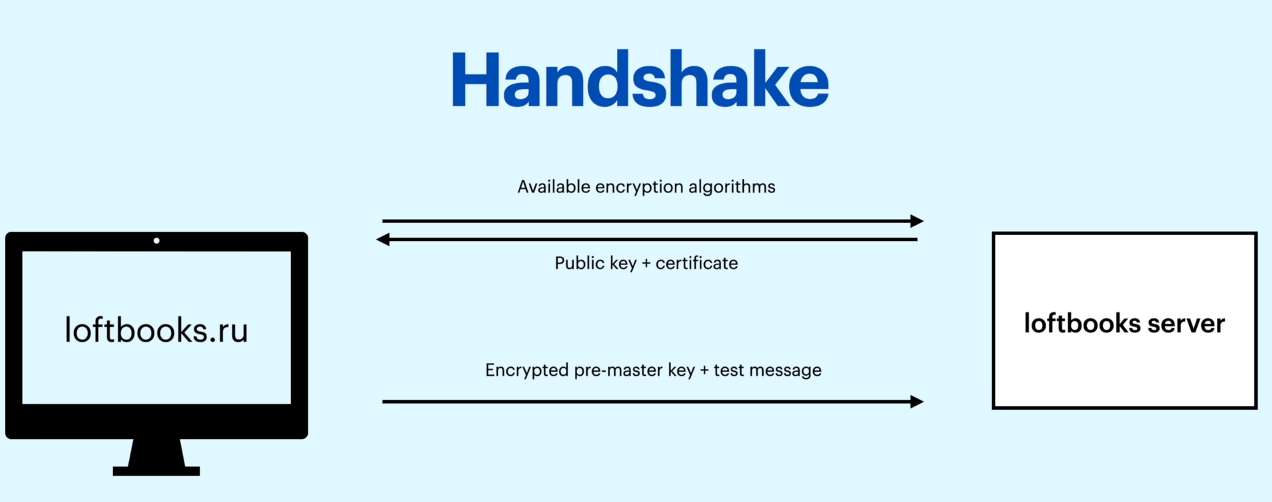 Handshake
Available encryption algorithms
Public key + certificate
loftbooks.ru
loftbooks server
Encrypted pre-master key + test message